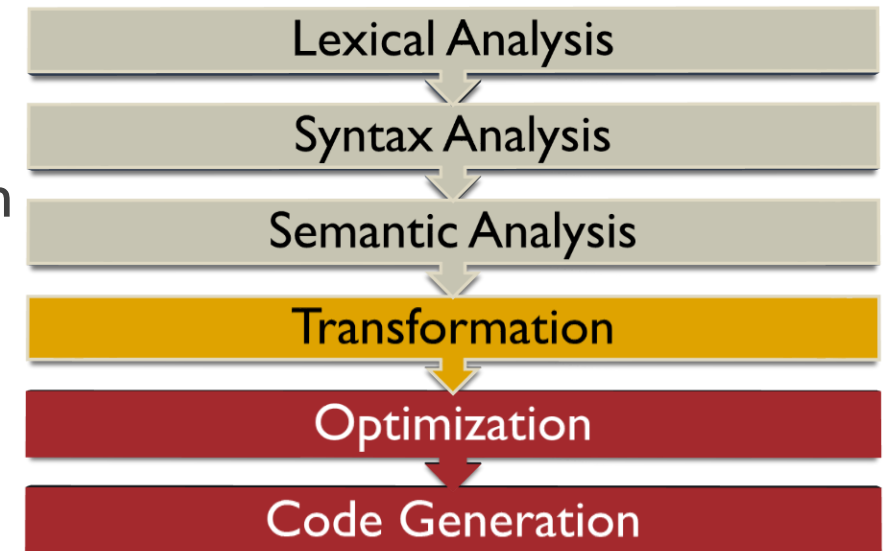 Lexical Analysis
Syntax Analysis
n
Semantic Analysis
Transformation
Optimization
Code Generation